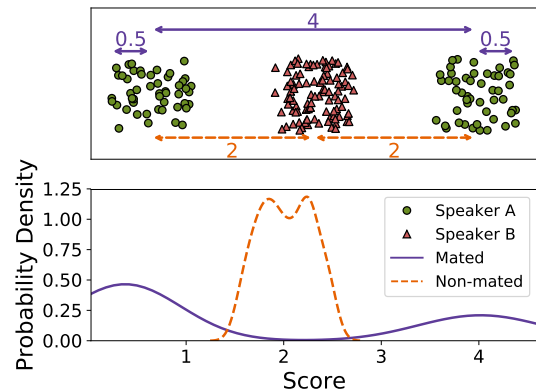 4
0.5 0.5
2 2
Probability Density
1.25
1.00
0.75
0.50
0.25
0.00
Speaker A
Speaker B
Mated
Non-mated
1 2 3 4
Score